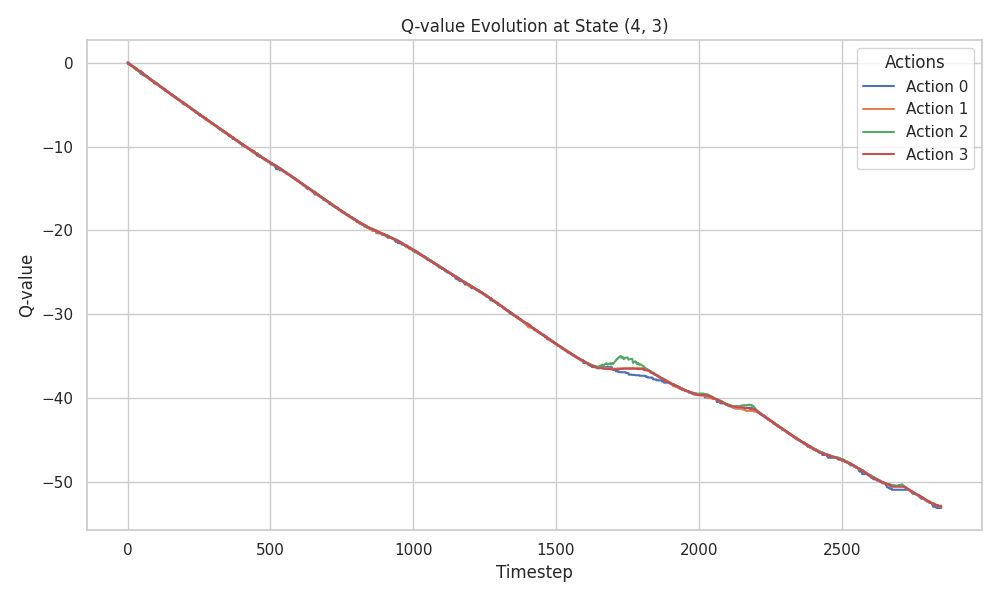 Q-value Evolution at State (4, 3)
Q-value
0
−10
−20
−30
−40
−50
Actions
Action 0
Action 1
Action 2
Action 3
0
500
1000
1500
2000
2500
Timestep